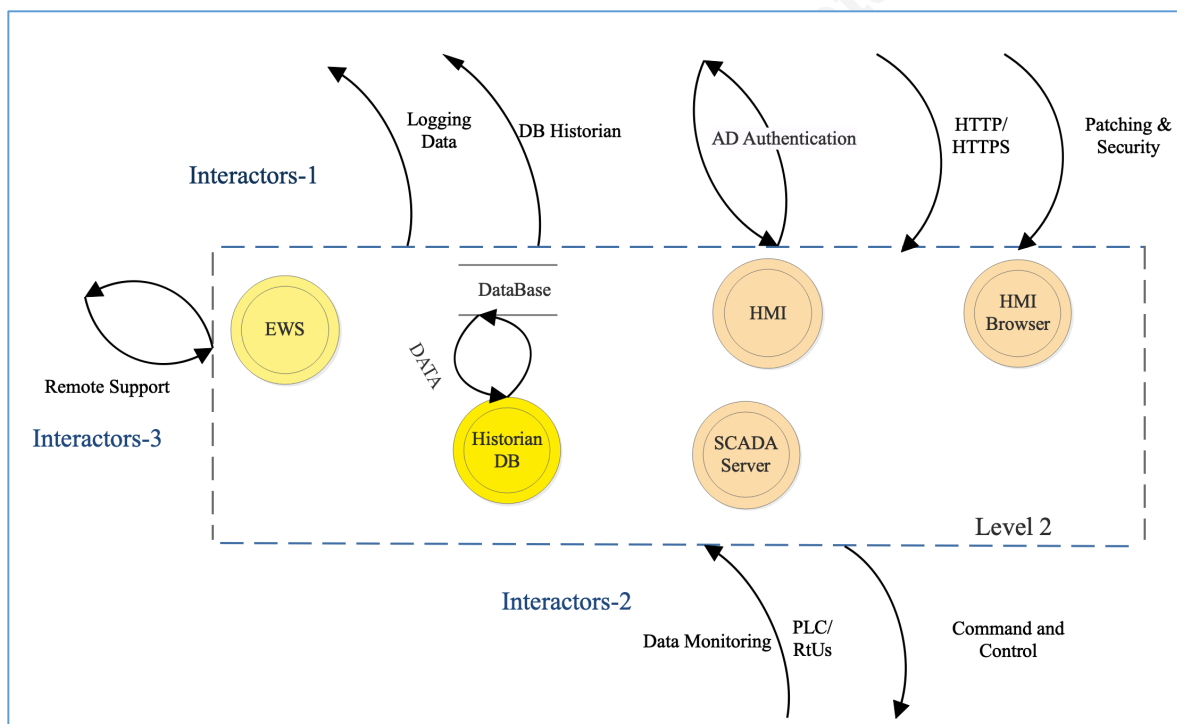 Logging
Data
DB Historian
AD Authentication
HTTP/
HTTPS
Patching &
Security
Interactors-1
EWS
DataBase
HMI
HMI
Browser
DATA
Remote Support
Interactors-3
Historian
DB
SCADA
Server
Level 2
Interactors-2
Data Monitoring
PLC/
RtUs
Command and
Control